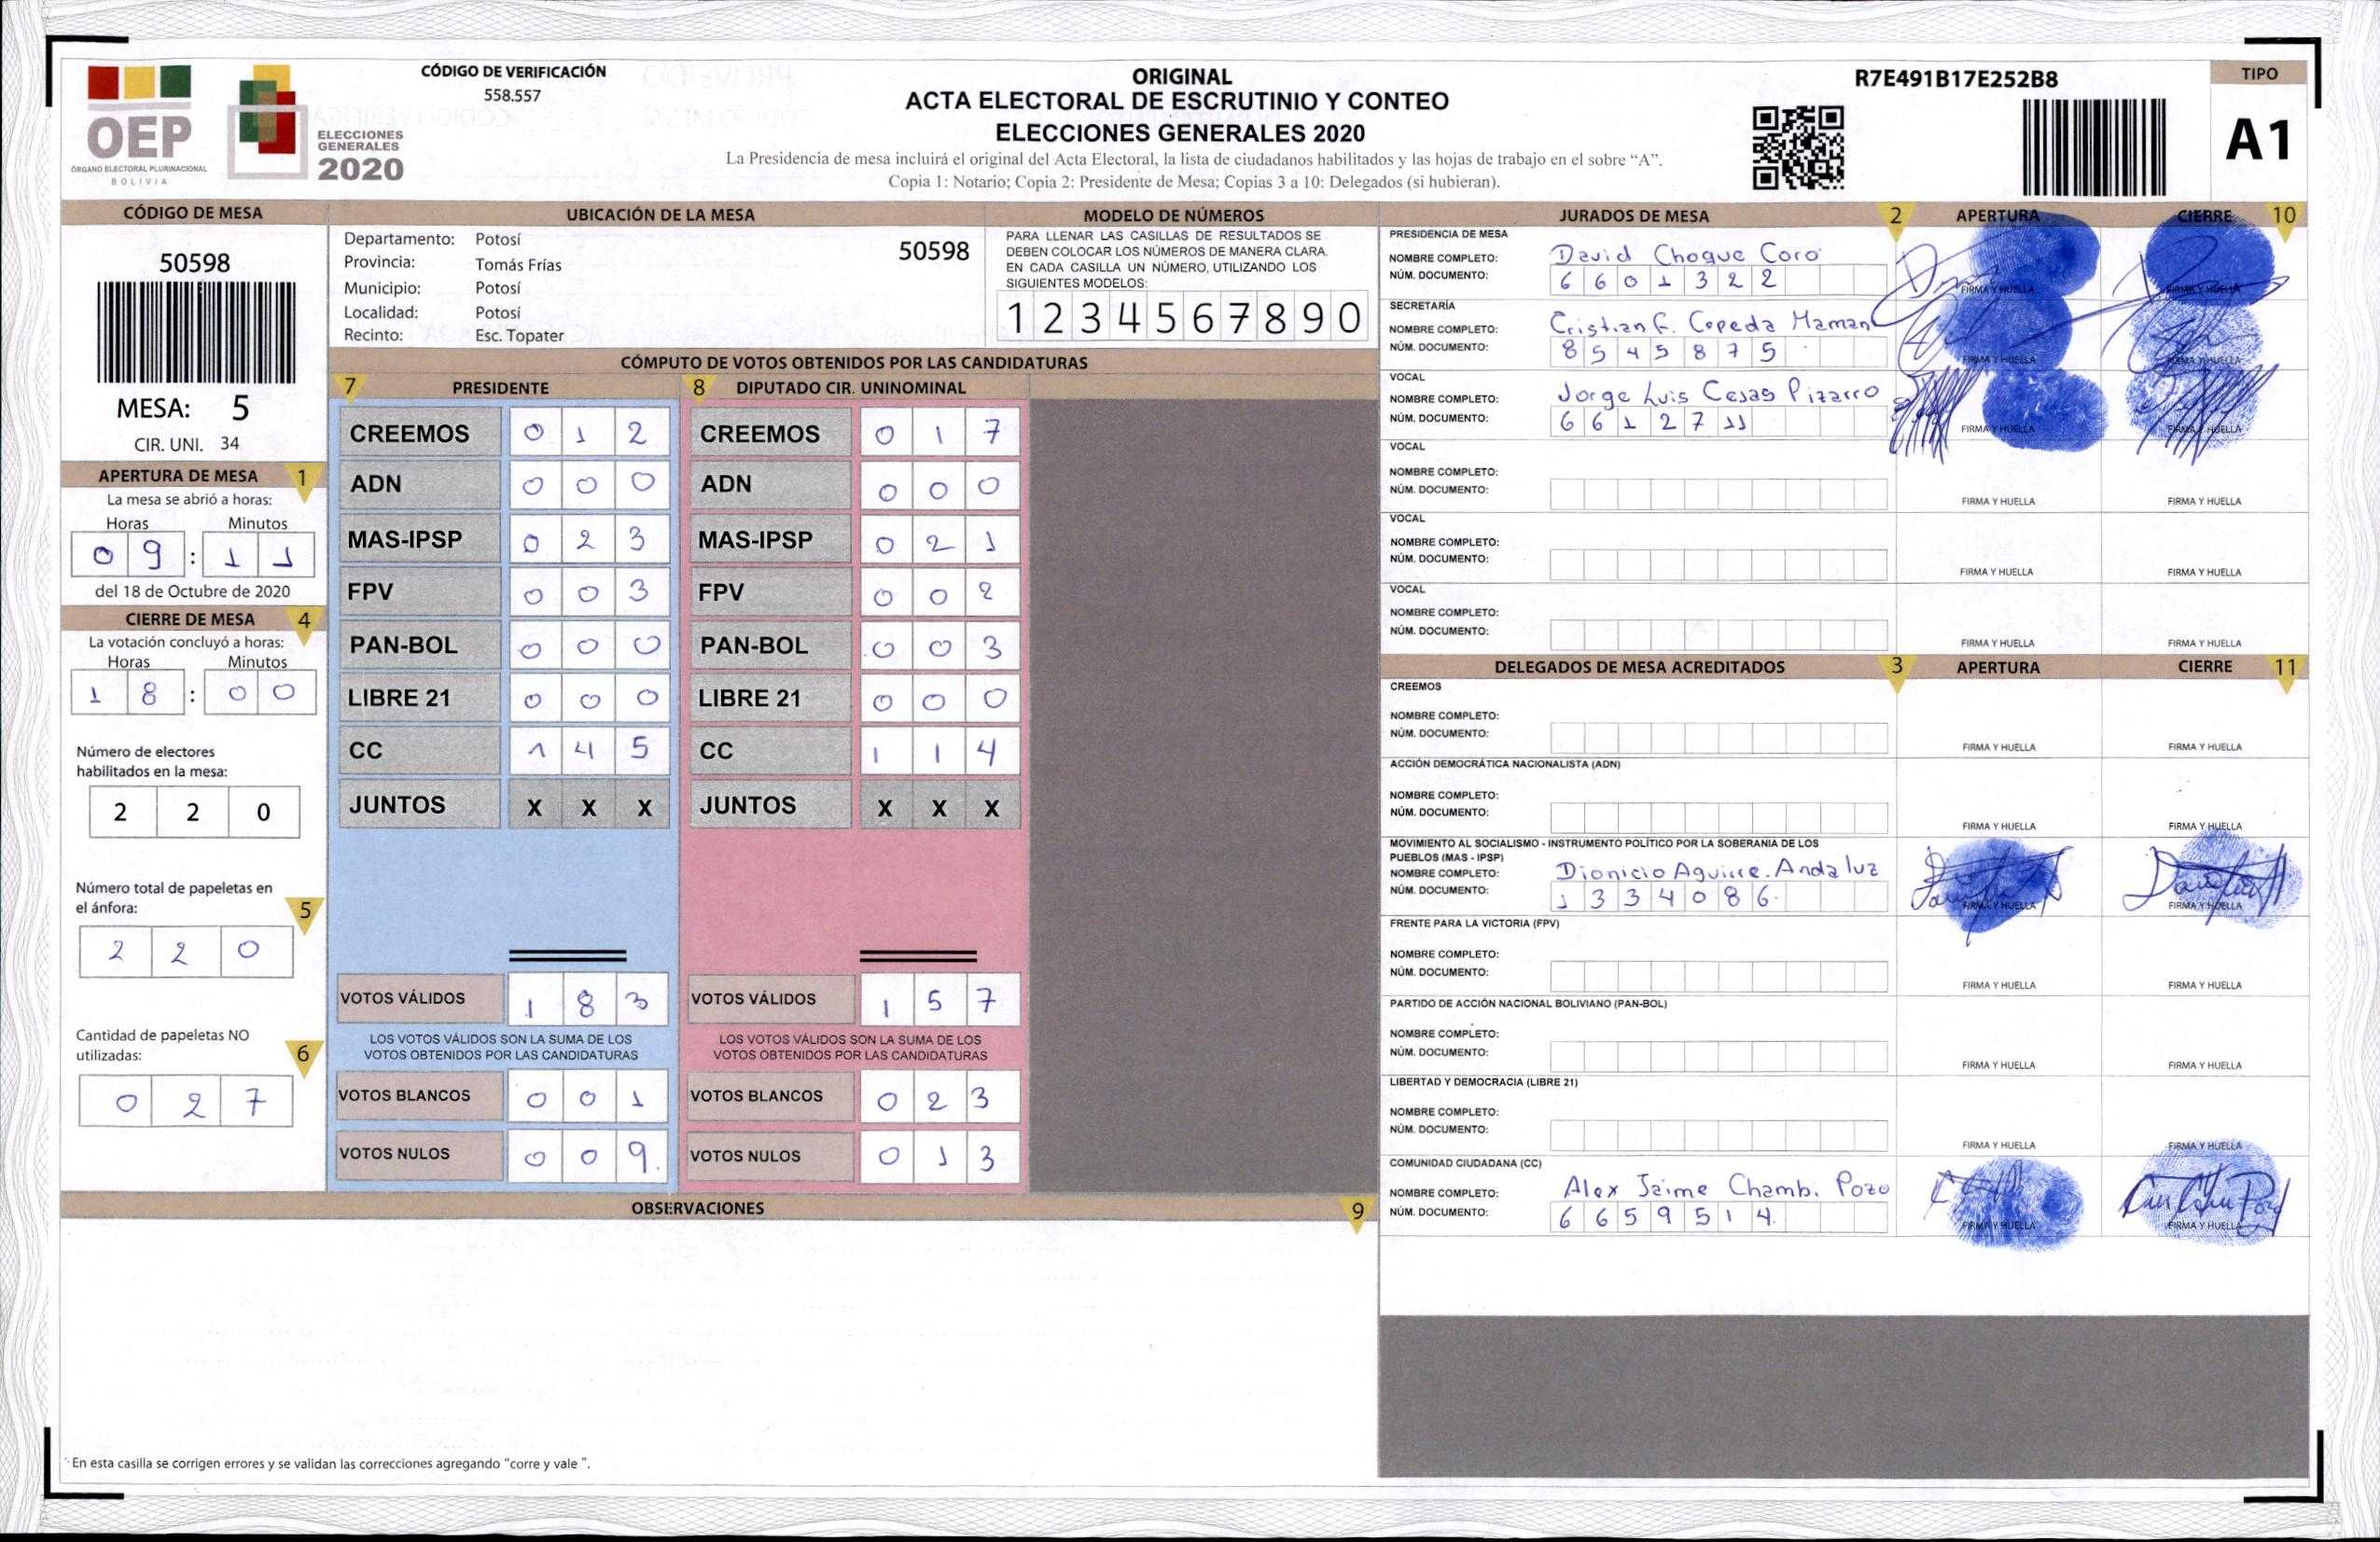 OEP
ÓRGANO ELECTORAL PLURINACIONAL
BOLIVIA
ELECCIONES
GENERALES
2020
CÓDIGO DE VERIFICACIÓN
558.557
ORIGINAL
ACTA ELECTORAL DE ESCRUTINIO Y CONTEO
ELECCIONES GENERALES 2020
La Presidencia de mesa incluirá el original del Acta Electoral, la lista de ciudadanos habilitados y las hojas de trabajo en el sobre “A”.
Copia 1: Notario; Copia 2: Presidente de Mesa; Copias 3 a 10: Delegados (si hubieran).
R7E491B17E252B8
TIPO
A1
CÓDIGO DE MESA
50598
MESA: 5
CIR. UNI. 34
APERTURA DE MESA 1
La mesa se abrió a horas:
Horas Minutos
0 9 : 1 1
del 18 de Octubre de 2020
CIERRE DE MESA 4
La votación concluyó a horas:
Horas Minutos
1 8 : 0 0
Número de electores
habilitados en la mesa:
2 2 0
Número total de papeletas en
el ánfora: 5
2 2 0
Cantidad de papeletas NO
utilizadas: 6
0 2 7
UBICACIÓN DE LA MESA
Departamento: Potosí 50598
Provincia: Tomás Frías
Municipio: Potosí
Localidad: Potosí
Recinto: Esc. Topater
MODELO DE NÚMEROS
PARA LLENAR LAS CASILLAS DE RESULTADOS SE
DEBEN COLOCAR LOS NÚMEROS DE MANERA CLARA.
EN CADA CASILLA UN NÚMERO, UTILIZANDO LOS
SIGUIENTES MODELOS:
1 2 3 4 5 6 7 8 9 0
CÓMPUTO DE VOTOS OBTENIDOS POR LAS CANDIDATURAS
7 PRESIDENTE
CREEMOS 0 1 2
ADN 0 0 0
MAS-IPSP 0 2 3
FPV 0 0 3
PAN-BOL 0 0 0
LIBRE 21 0 0 0
CC 1 4 5
JUNTOS X X X
VOTOS VÁLIDOS 1 8 3
LOS VOTOS VÁLIDOS SON LA SUMA DE LOS
VOTOS OBTENIDOS POR LAS CANDIDATURAS
VOTOS BLANCOS 0 0 1
VOTOS NULOS 0 0 9.
8 DIPUTADO CIR. UNINOMINAL
CREEMOS 0 1 7
ADN 0 0 0
MAS-IPSP 0 2 1
FPV 0 0 2
PAN-BOL 0 0 3
LIBRE 21 0 0 0
CC 1 1 4
JUNTOS X X X
VOTOS VÁLIDOS 1 5 7
LOS VOTOS VÁLIDOS SON LA SUMA DE LOS
VOTOS OBTENIDOS POR LAS CANDIDATURAS
VOTOS BLANCOS 0 2 3
VOTOS NULOS 0 1 3
OBSERVACIONES 9
En esta casilla se corrigen errores y se validan las correcciones agregando "corre y vale ".
JURADOS DE MESA 2 APERTURA CIERRE 10
PRESIDENCIA DE MESA
NOMBRE COMPLETO: David Choque Coro
NÚM. DOCUMENTO: 6 6 0 1 3 2 2
FIRMA Y HUELLA FIRMA Y HUELLA
SECRETARÍA
NOMBRE COMPLETO: Cristian F. Cepeda Maman
NÚM. DOCUMENTO: 8 5 4 5 8 7 5
FIRMA Y HUELLA FIRMA Y HUELLA
VOCAL
NOMBRE COMPLETO: Jorge Luis Casas Pizarro
NÚM. DOCUMENTO: 6 6 1 2 7 11
FIRMA Y HUELLA FIRMA Y HUELLA
VOCAL
NOMBRE COMPLETO:
NÚM. DOCUMENTO:
FIRMA Y HUELLA FIRMA Y HUELLA
VOCAL
NOMBRE COMPLETO:
NÚM. DOCUMENTO:
FIRMA Y HUELLA FIRMA Y HUELLA
VOCAL
NOMBRE COMPLETO:
NÚM. DOCUMENTO:
FIRMA Y HUELLA FIRMA Y HUELLA
DELEGADOS DE MESA ACREDITADOS 3 APERTURA CIERRE 11
CREEMOS
NOMBRE COMPLETO:
NÚM. DOCUMENTO:
FIRMA Y HUELLA FIRMA Y HUELLA
ACCIÓN DEMOCRÁTICA NACIONALISTA (ADN)
NOMBRE COMPLETO:
NÚM. DOCUMENTO:
FIRMA Y HUELLA FIRMA Y HUELLA
MOVIMIENTO AL SOCIALISMO - INSTRUMENTO POLÍTICO POR LA SOBERANIA DE LOS
PUEBLOS (MAS - IPSP)
NOMBRE COMPLETO: Dionicio Aguirre Andaluz
NÚM. DOCUMENTO: 1 3 3 4 0 8 6
FIRMA Y HUELLA FIRMA Y HUELLA
FRENTE PARA LA VICTORIA (FPV)
NOMBRE COMPLETO:
NÚM. DOCUMENTO:
FIRMA Y HUELLA FIRMA Y HUELLA
PARTIDO DE ACCIÓN NACIONAL BOLIVIANO (PAN-BOL)
NOMBRE COMPLETO:
NÚM. DOCUMENTO:
FIRMA Y HUELLA FIRMA Y HUELLA
LIBERTAD Y DEMOCRACIA (LIBRE 21)
NOMBRE COMPLETO:
NÚM. DOCUMENTO:
FIRMA Y HUELLA FIRMA Y HUELLA
COMUNIDAD CIUDADANA (CC)
NOMBRE COMPLETO: Alex Jaime Chambi Pozo
NÚM. DOCUMENTO: 6 6 5 9 5 1 4
FIRMA Y HUELLA FIRMA Y HUELLA